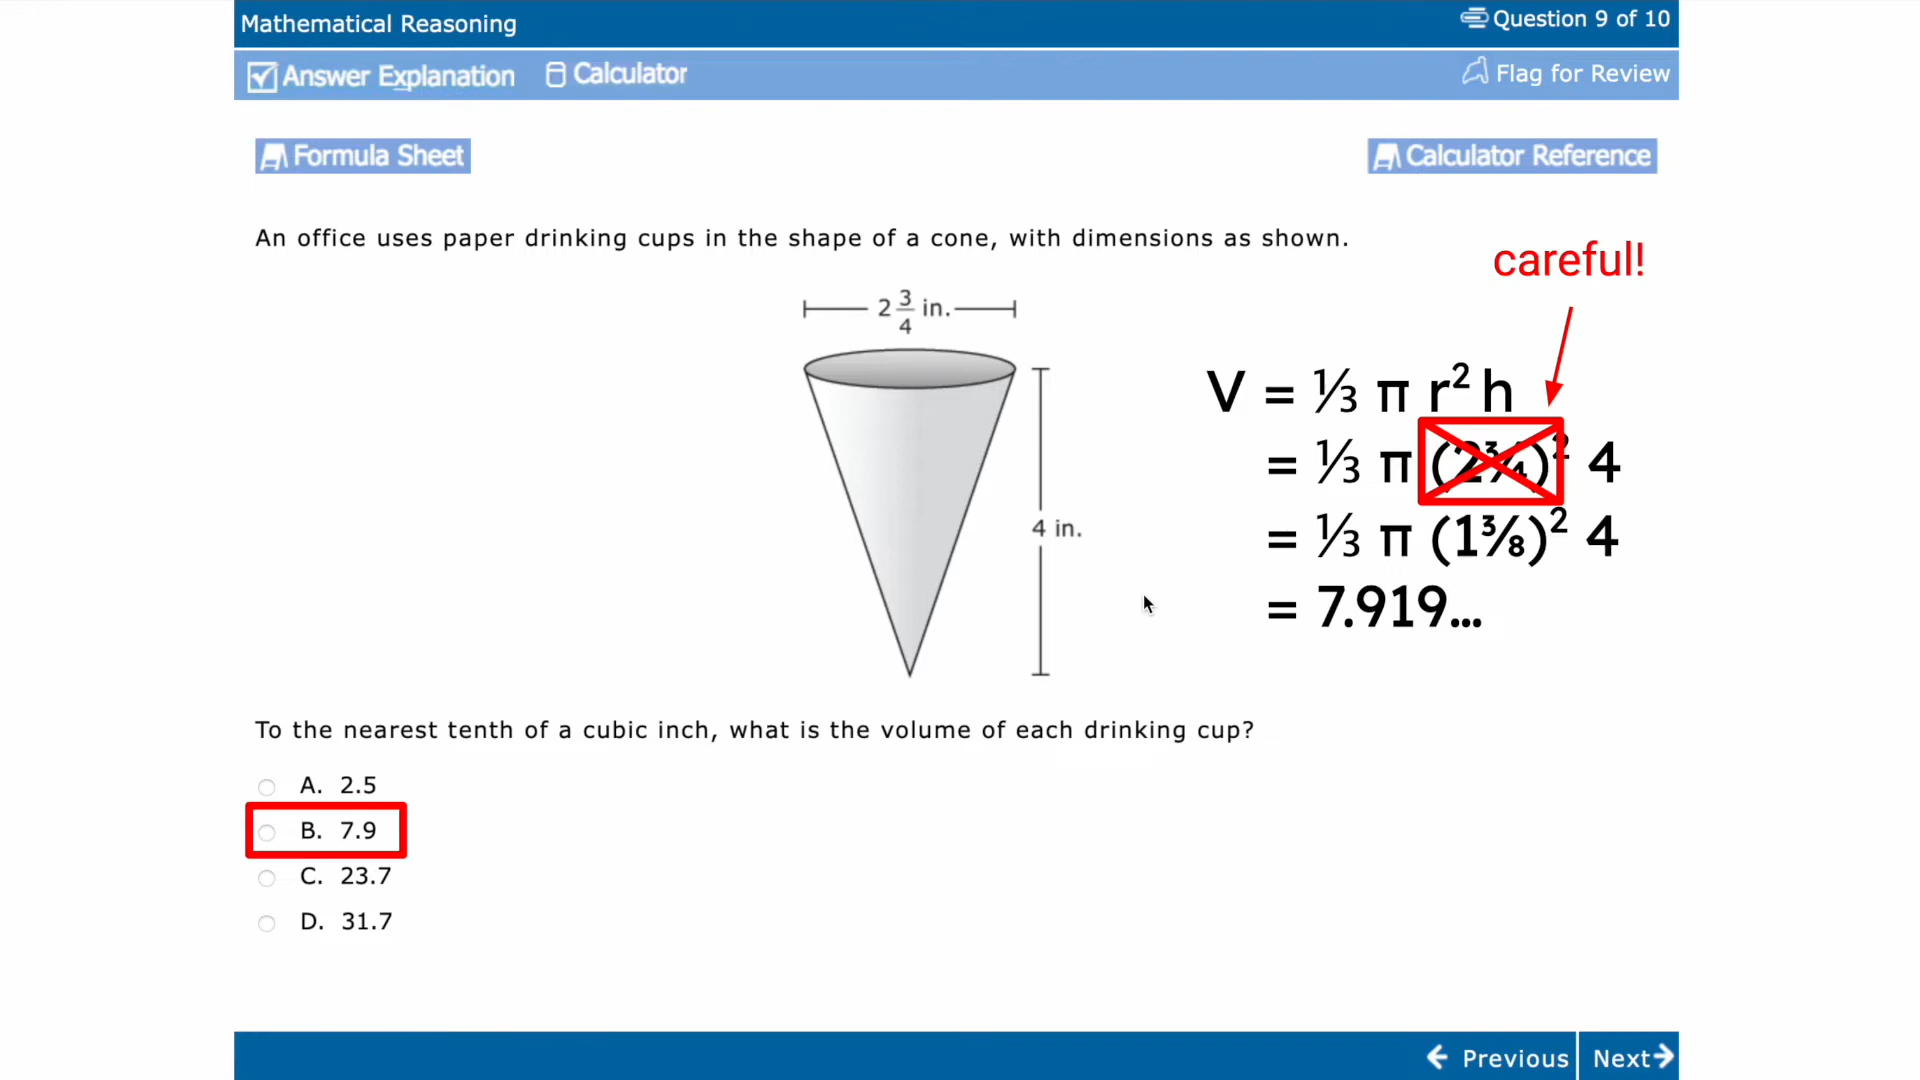 Mathematical Reasoning
Question 9 of 10
Answer Explanation
Calculator
Flag for Review
Formula Sheet
Calculator Reference
An office uses paper drinking cups in the shape of a cone, with dimensions as shown.
careful!
2 3/4 in.
V = ⅓ π r² h
= ⅓ π (2¾)² 4
4 in.
= ⅓ π (1⅜)² 4
= 7.919...
To the nearest tenth of a cubic inch, what is the volume of each drinking cup?
A. 2.5
B. 7.9
C. 23.7
D. 31.7
Previous
Next